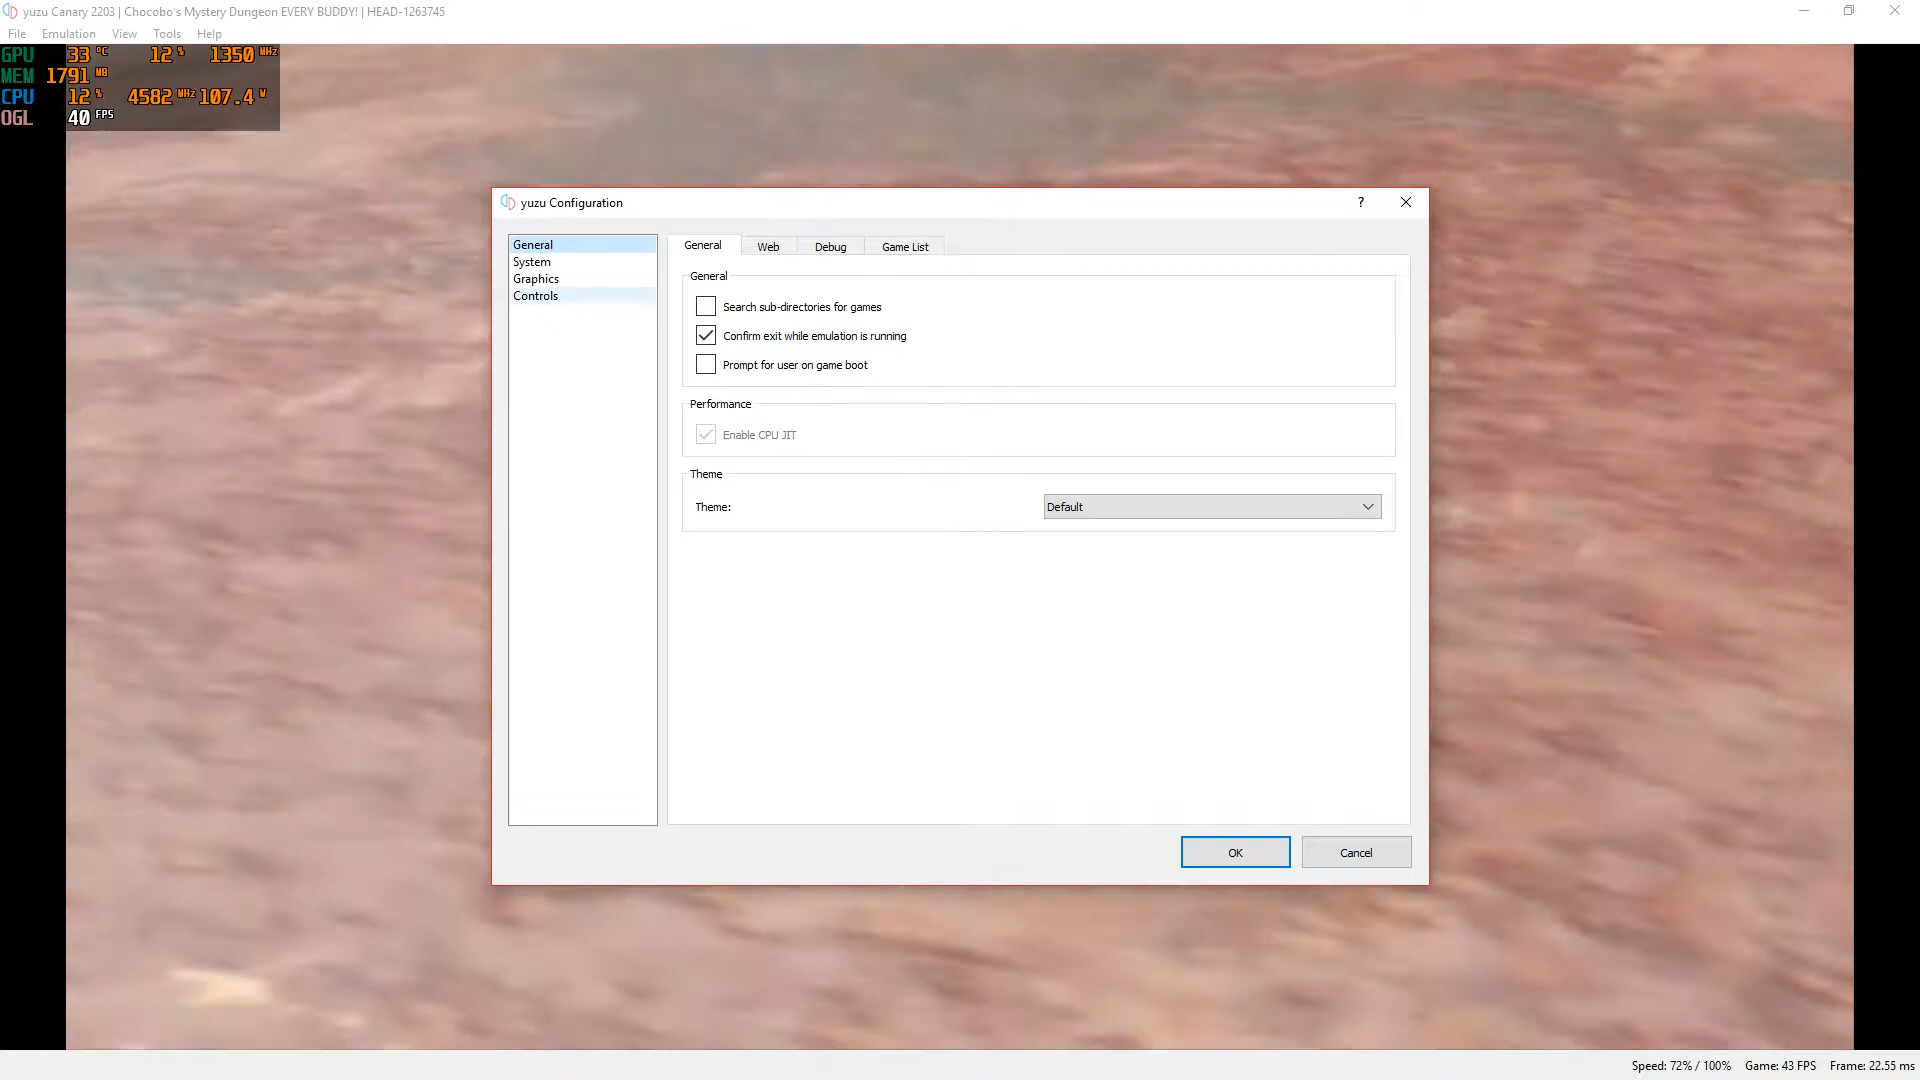 yuzu Canary 2203 | Chocobo's Mystery Dungeon EVERY BUDDY! | HEAD-1263745
File Emulation View Tools Help
GPU 33 °C 12 % 1350 MHz
MEM 1791 MB
CPU 12 % 4582 MHz 107.4 W
OGL 40 FPS
yuzu Configuration ?
General
System
Graphics
Controls
General Web Debug Game List
General
Search sub-directories for games
Confirm exit while emulation is running
Prompt for user on game boot
Performance
Enable CPU JIT
Theme
Theme: Default
OK Cancel
Speed: 72% / 100% Game: 43 FPS Frame: 22.55 ms